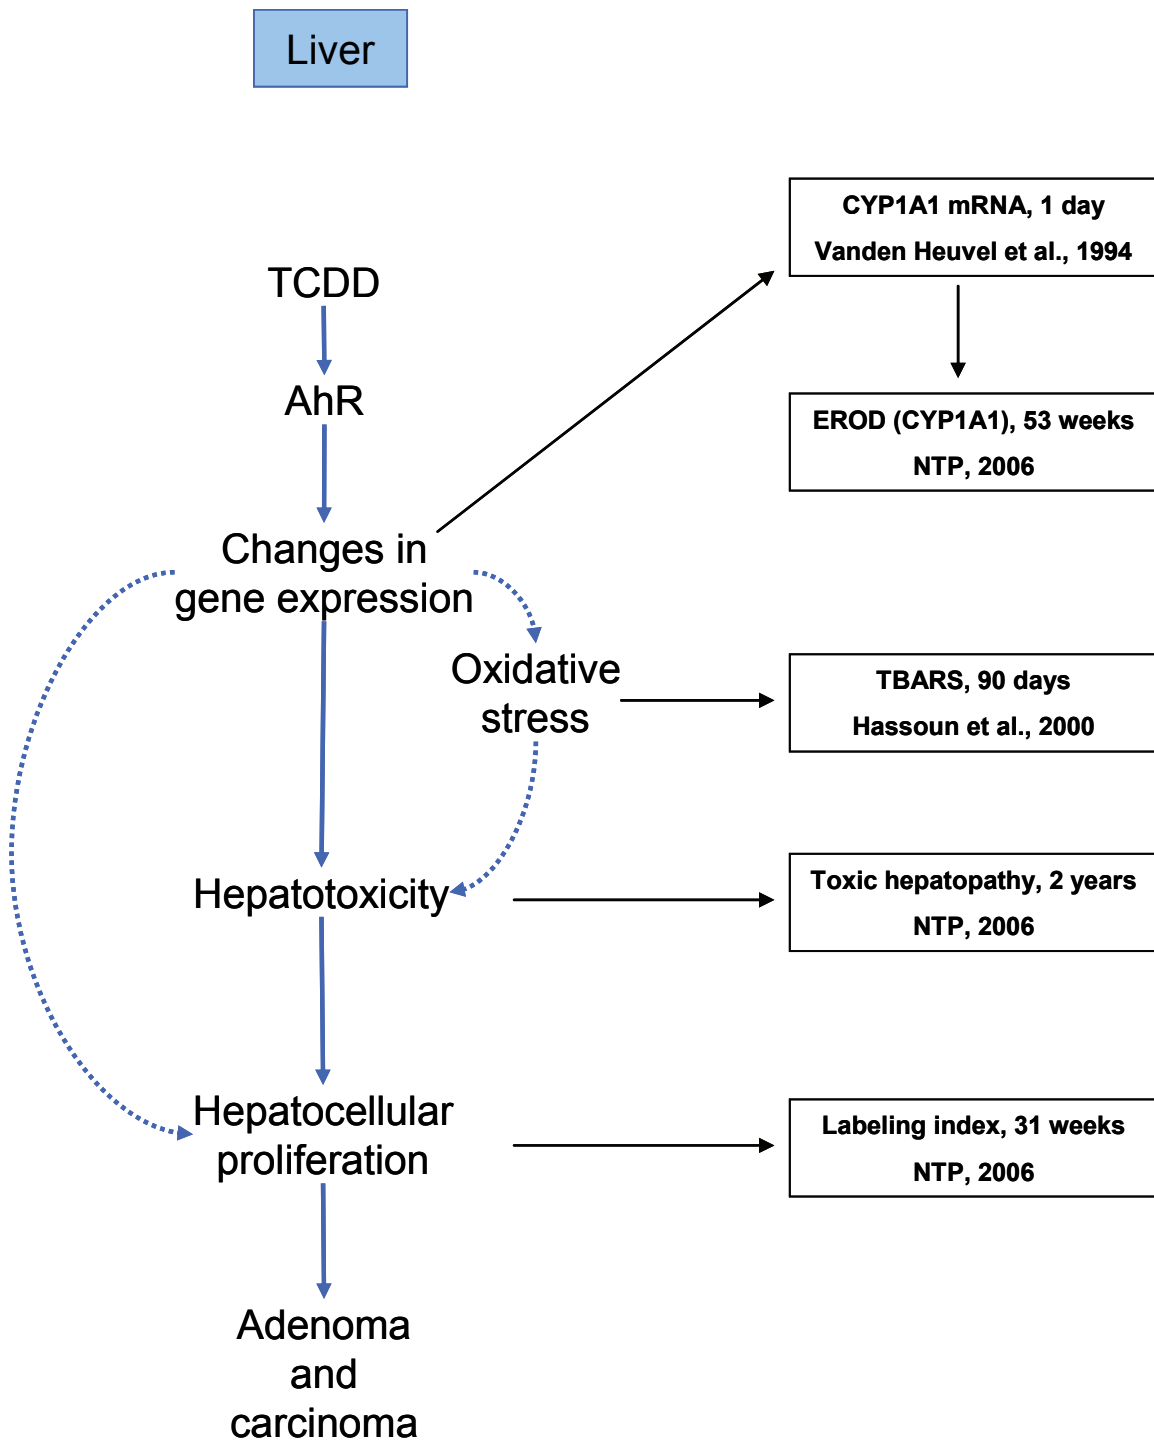 Liver
CYP1A1 mRNA, 1 day
Vanden Heuvel et al., 1994
TCDD
AhR
EROD (CYP1A1), 53 weeks
NTP, 2006
Changes in
gene expression
Oxidative
stress
TBARS, 90 days
Hassoun et al., 2000
Hepatotoxicity
Toxic hepatopathy, 2 years
NTP, 2006
Hepatocellular
proliferation
Labeling index, 31 weeks
NTP, 2006
Adenoma
and
carcinoma